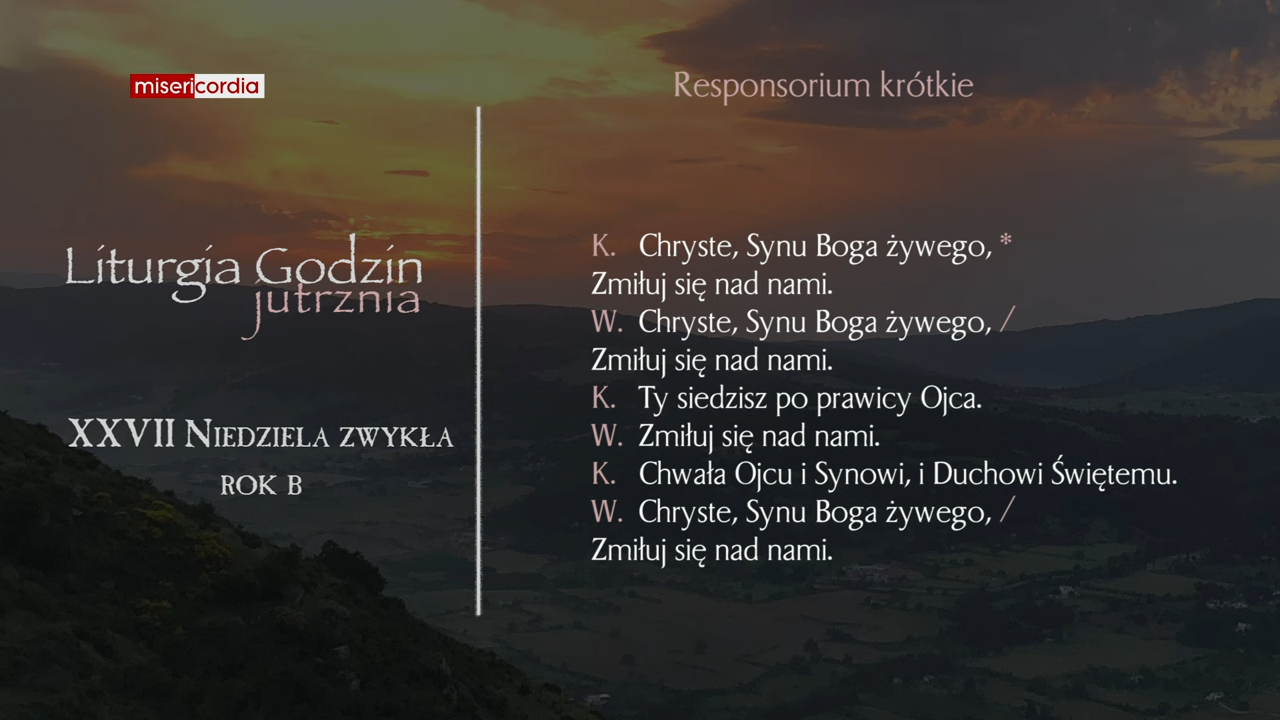 misericordia
Liturgia Godzin
jutrznia
XXVII Niedziela zwykła
rok B
Responsorium krótkie
K. Chryste, Synu Boga żywego, *
Zmiłuj się nad nami.
W. Chryste, Synu Boga żywego, /
Zmiłuj się nad nami.
K. Ty siedzisz po prawicy Ojca.
W. Zmiłuj się nad nami.
K. Chwała Ojcu i Synowi, i Duchowi Świętemu.
W. Chryste, Synu Boga żywego, /
Zmiłuj się nad nami.